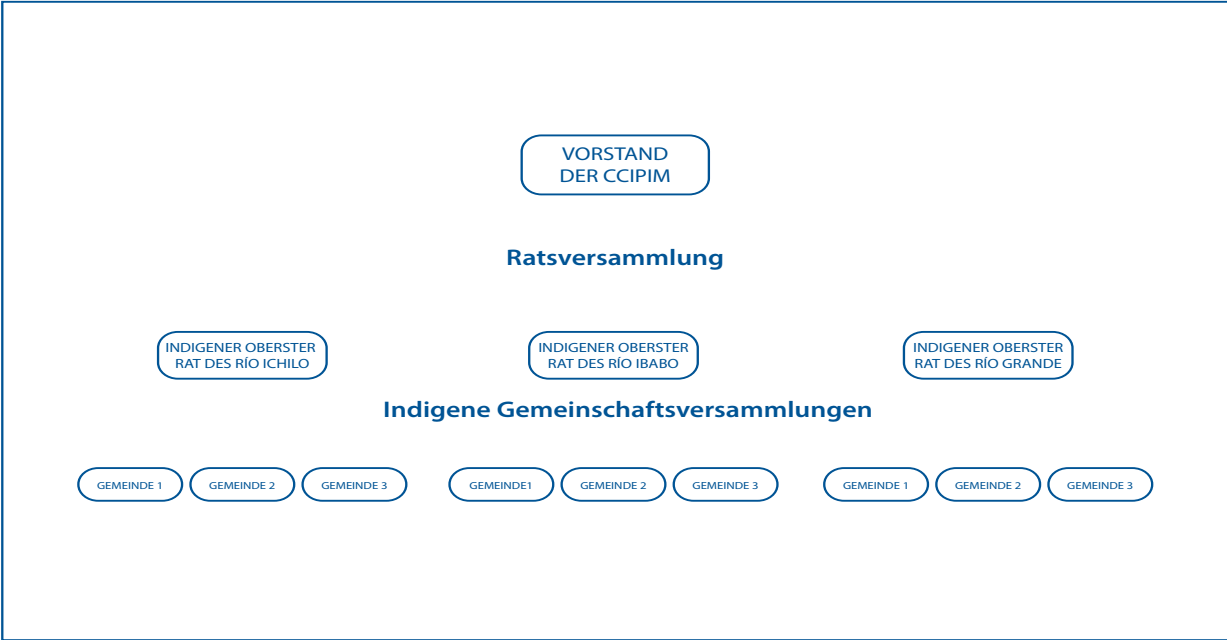 VORSTAND
DER CCIPIM
Ratsversammlung
INDIGENER OBERSTER
RAT DES RÍO ICHILO
INDIGENER OBERSTER
RAT DES RÍO IBABO
INDIGENER OBERSTER
RAT DES RÍO GRANDE
Indigene Gemeinschaftsversammlungen
GEMEINDE 1
GEMEINDE 2
GEMEINDE 3
GEMEINDE1
GEMEINDE 2
GEMEINDE 3
GEMEINDE 1
GEMEINDE 2
GEMEINDE 3